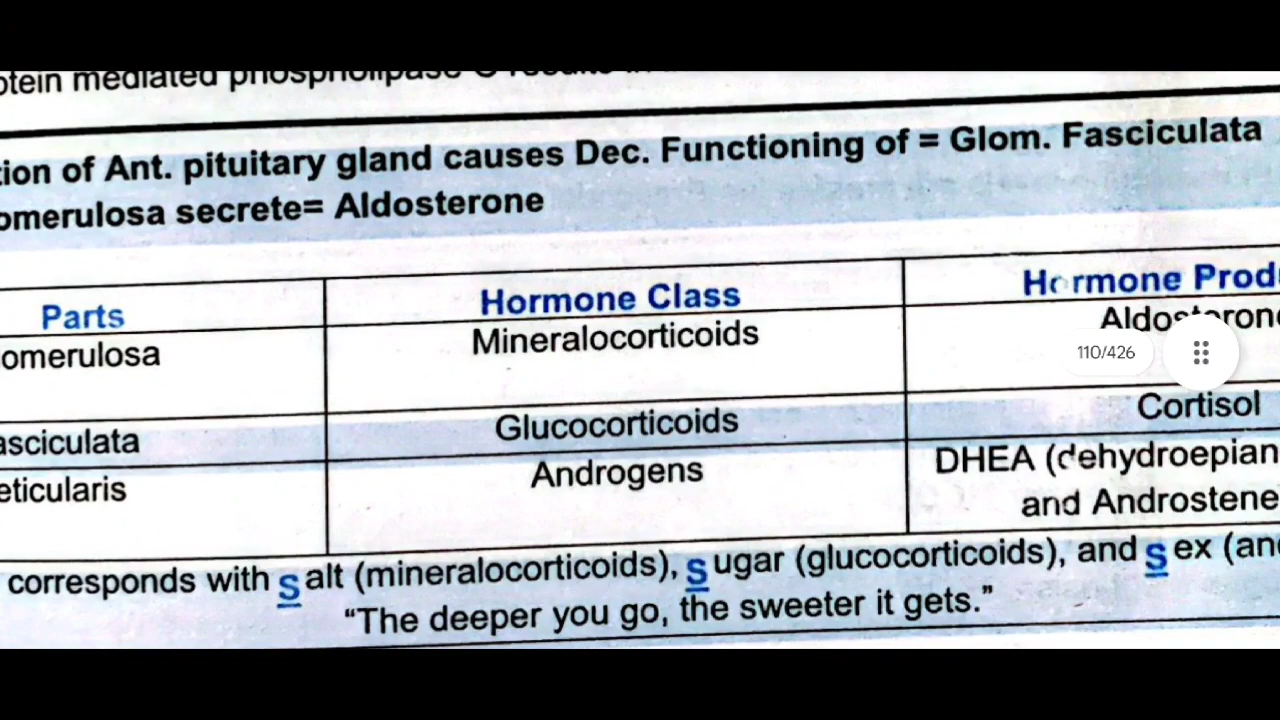 otein mediated phospholipase C results in
tion of Ant. pituitary gland causes Dec. Functioning of = Glom. Fasciculata
omerulosa secrete= Aldosterone
Parts Hormone Class Hormone Prod
omerulosa Mineralocorticoids Aldosterone
110/426
asciculata Glucocorticoids Cortisol
eticularis Androgens DHEA (dehydroepian
and Androstene
corresponds with Salt (mineralocorticoids), Sugar (glucocorticoids), and Sex (and
“The deeper you go, the sweeter it gets.”